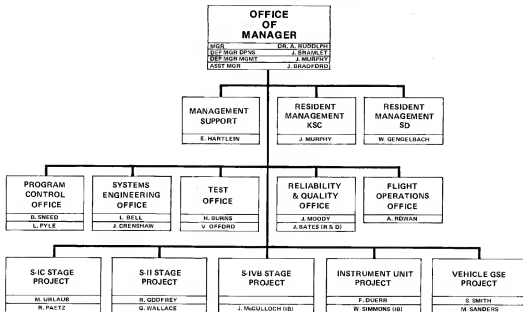 OFFICE
OF
MANAGER
MGR DR. A. RUDOLPH
DEP MGR DPNS J. BRAMLET
DEP MGR MGMT J. MURPHY
ASST MGR J. BRADFORD
MANAGEMENT
SUPPORT
E. HARTLEIN
RESIDENT
MANAGEMENT
KSC
J. MURPHY
RESIDENT
MANAGEMENT
SD
W. GENGELBACH
PROGRAM
CONTROL
OFFICE
B. SNEED
L. PYLE
SYSTEMS
ENGINEERING
OFFICE
L. BELL
J. CRENSHAW
TEST
OFFICE
H. BURNS
V. OFFORD
RELIABILITY
& QUALITY
OFFICE
J. MOODY
J. BATES (R & D)
FLIGHT
OPERATIONS
OFFICE
A. ROWAN
S-IC STAGE
PROJECT
M. URLAUB
R. PAETZ
S-II STAGE
PROJECT
R. GODFREY
G. WALLACE
S-IVB STAGE
PROJECT
J. McCULLOCH (IB)
INSTRUMENT UNIT
PROJECT
F. DUERR
W. SIMMONS (IB)
VEHICLE GSE
PROJECT
S. SMITH
M. SANDERS